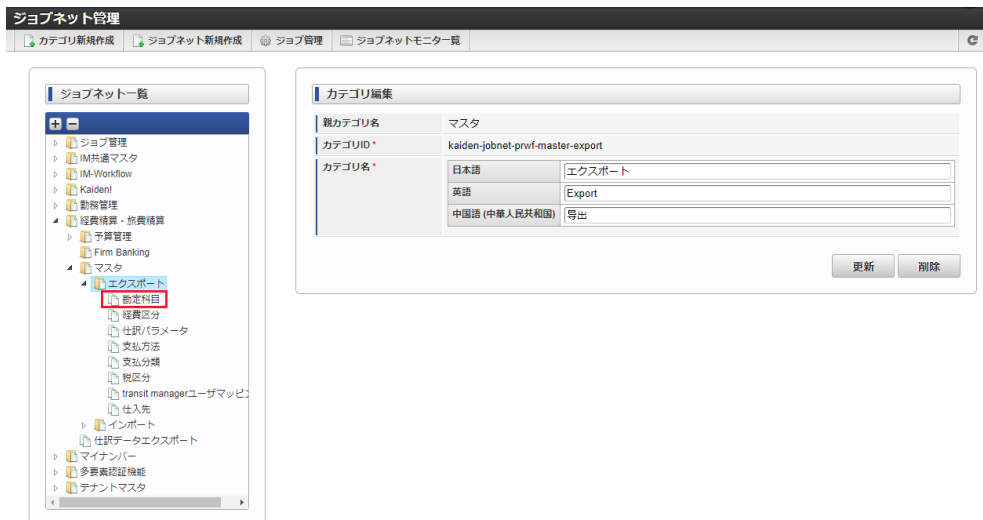 ジョブネット管理
カテゴリ新規作成 ジョブネット新規作成 ジョブ管理 ジョブネットモニター覧
ジョブネット一覧
ジョブ管理
IM共通マスタ
IM-Workflow
Kaiden!
勤務管理
経費精算・旅費精算
予算管理
Firm Banking
マスタ
エクスポート
勘定科目
経費区分
仕訳パラメータ
支払方法
支払分類
税区分
transit managerユーザマッピン
仕入先
インポート
仕訳データエクスポート
マイナンバー
多要素認証機能
テナントマスタ
カテゴリ編集
親カテゴリ名 マスタ
カテゴリID * kaiden-jobnet-prwf-master-export
カテゴリ名 *
日本語 エクスポート
英語 Export
中国語 (中華人民共和国) 导出
更新 削除